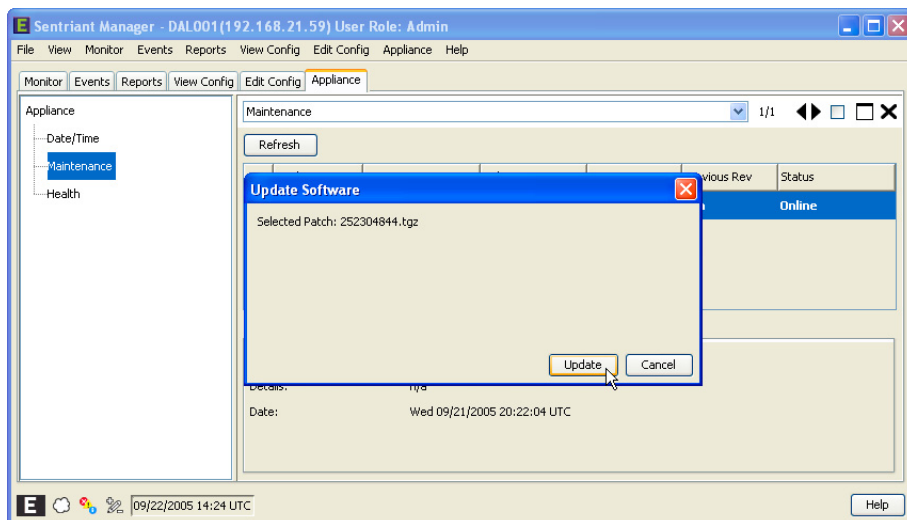 E Sentriant Manager - DAL001(192.168.21.59) User Role: Admin
File View Monitor Events Reports View Config Edit Config Appliance Help
Monitor Events Reports View Config Edit Config Appliance
Appliance
Date/Time
Maintenance
Health
Maintenance
1/1
Refresh
Status
Online
Update Software
Selected Patch: 252304844.tgz
Update
Cancel
Date:
Wed 09/21/2005 20:22:04 UTC
E
09/22/2005 14:24 UTC
Help